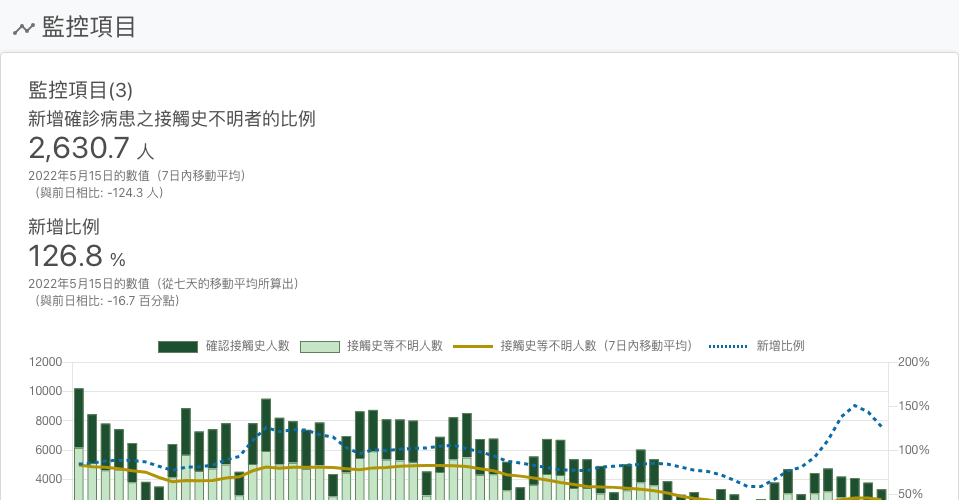 監控項目
監控項目(3)
新增確診病患之接觸史不明者的比例
2,630.7 人
2022年5月15日的數值（7日內移動平均）
（與前日相比: -124.3 人）
新增比例
126.8 %
2022年5月15日的數值（從七天的移動平均所算出）
（與前日相比: -16.7 百分點）
確認接觸史人數 接觸史等不明人數 接觸史等不明人數（7日內移動平均） 新增比例
12000 200%
10000
8000 150%
6000 100%
4000
50%